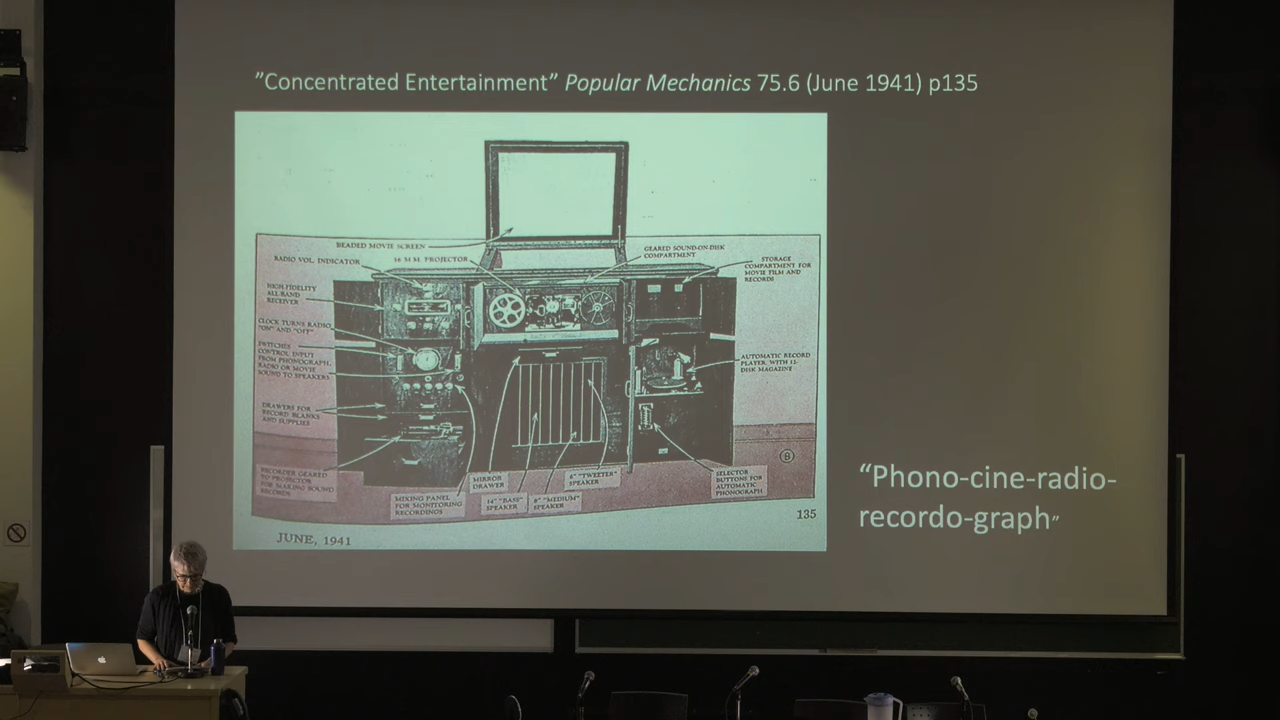 ”Concentrated Entertainment” Popular Mechanics 75.6 (June 1941) p135
BEADED MOVIE SCREEN
RADIO VOL. INDICATOR
16 M M. PROJECTOR
GEARED SOUND-ON-DISK
COMPARTMENT
STORAGE
COMPARTMENT FOR
MOVIE FILM AND
RECORDS
HIGH-FIDELITY
ALL-BAND
RECEIVER
CLOCK TURNS RADIO
"ON" AND "OFF"
SWITCHES
CONTROL INPUT
FROM PHONOGRAPH,
RADIO OR MOVIE
SOUND TO SPEAKERS
AUTOMATIC RECORD
PLAYER, WITH 12-
DISK MAGAZINE
DRAWERS FOR
RECORD BLANKS
AND SUPPLIES
RECORDER GEARED
TO PROJECTOR
FOR MAKING SOUND
RECORDS
MIXING PANEL
FOR MONITORING
RECORDINGS
MIRROR
DRAWER
14" "BASS"
SPEAKER
8" "MEDIUM"
SPEAKER
6" "TWEETER"
SPEAKER
SELECTOR
BUTTONS FOR
AUTOMATIC
PHONOGRAPH
B
135
JUNE, 1941
“Phono-cine-radio-
recordo-graph”